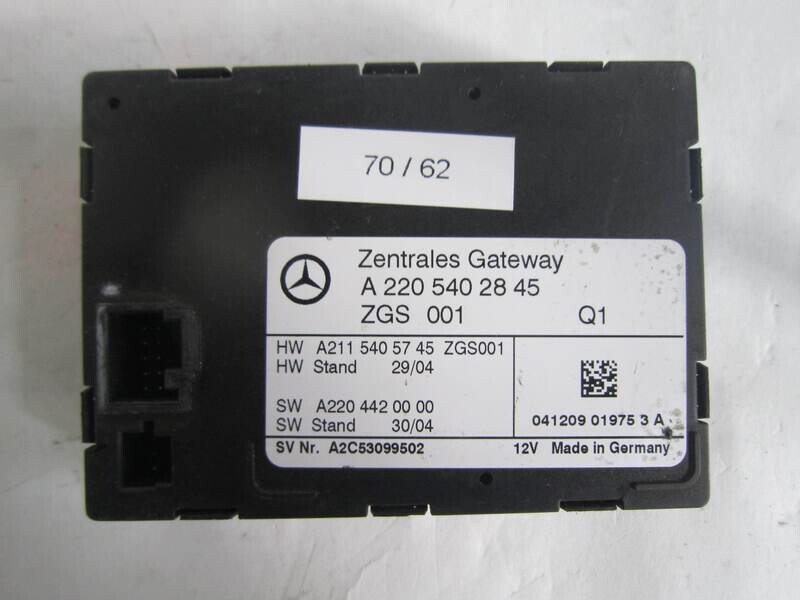 70 / 62
Zentrales Gateway
A 220 540 28 45
ZGS 001 Q1
HW A211 540 57 45 ZGS001
HW Stand 29/04
SW A220 442 00 00
SW Stand 30/04
041209 01975 3 A
SV Nr. A2C53099502 12V Made in Germany